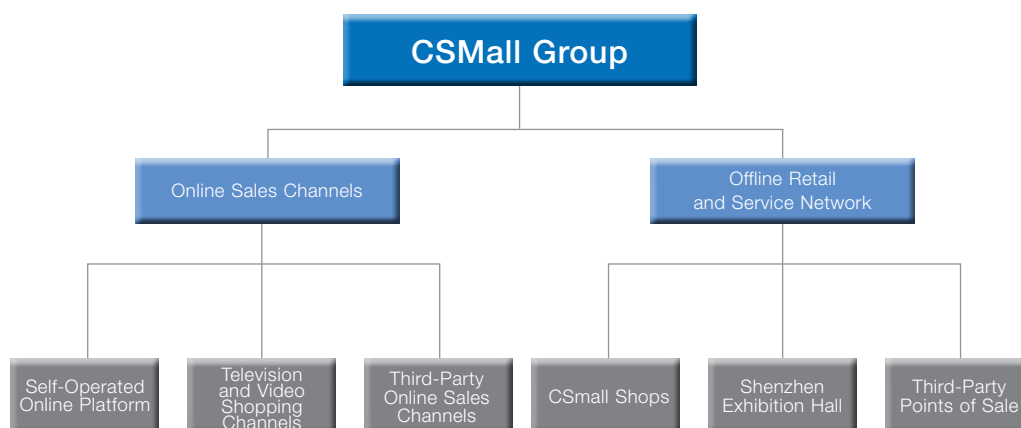 CSMall Group
Online Sales Channels
Offline Retail
and Service Network
Self-Operated
Online Platform
Television
and Video
Shopping
Channels
Third-Party
Online Sales
Channels
CSmall Shops
Shenzhen
Exhibition Hall
Third-Party
Points of Sale